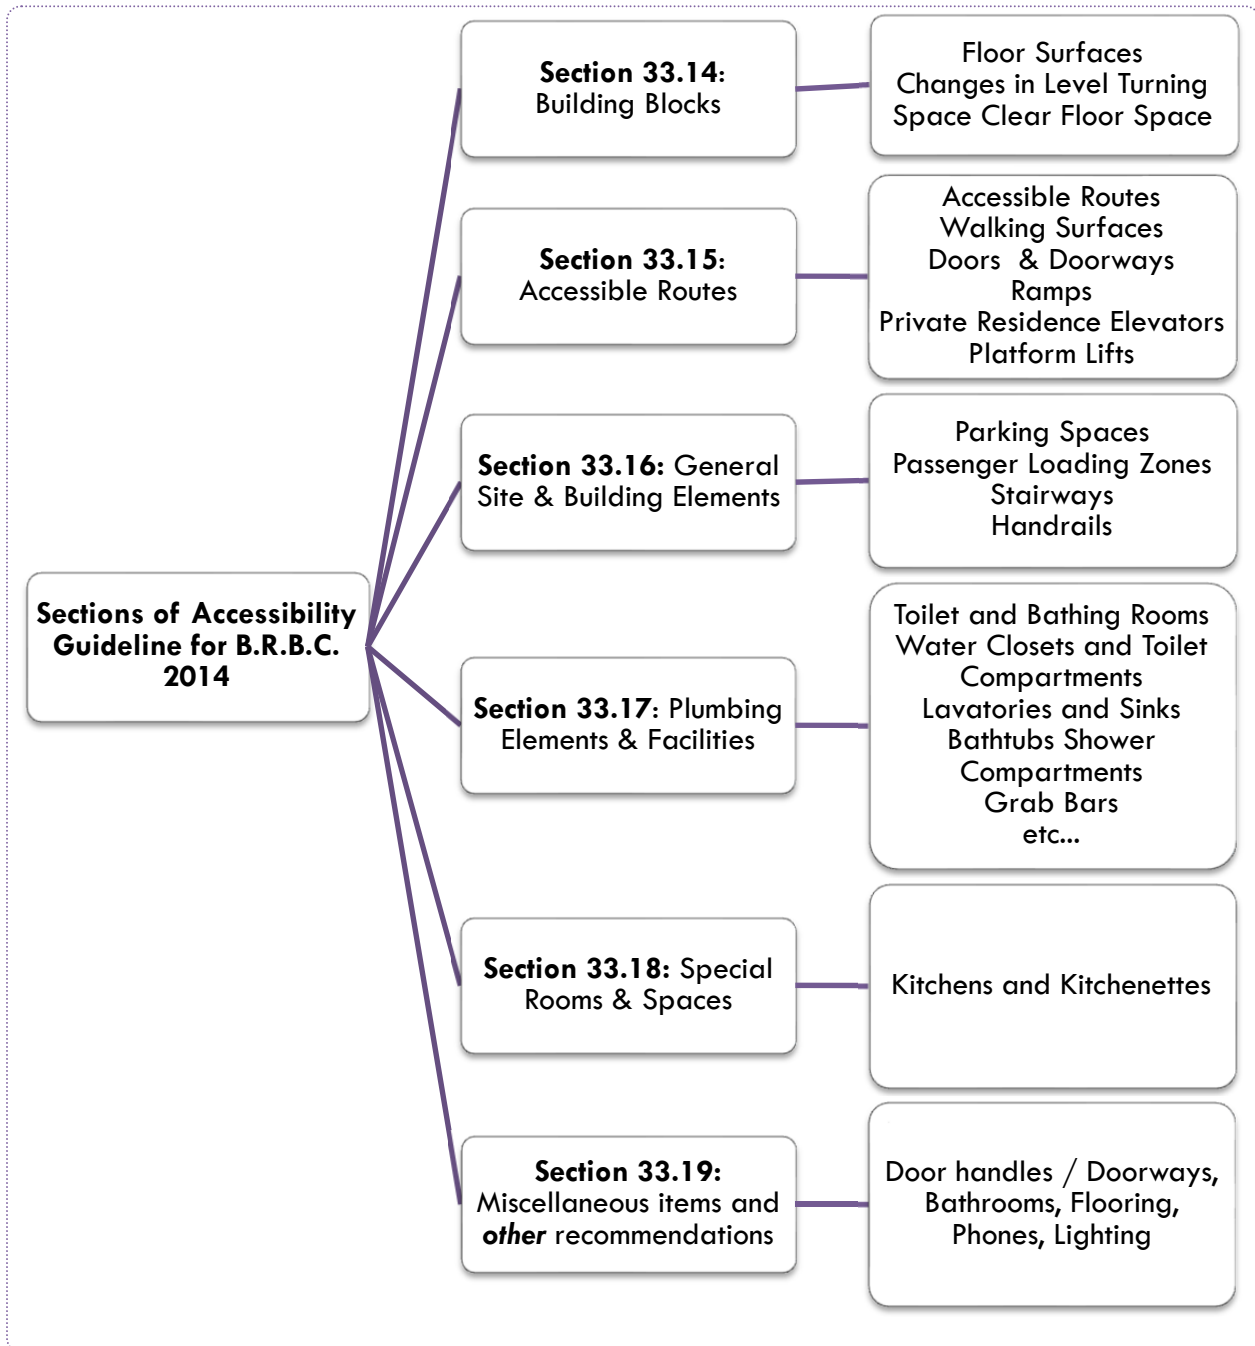 Sections of Accessibility
Guideline for B.R.B.C.
2014
Section 33.14:
Building Blocks
Floor Surfaces
Changes in Level Turning
Space Clear Floor Space
Section 33.15:
Accessible Routes
Accessible Routes
Walking Surfaces
Doors & Doorways
Ramps
Private Residence Elevators
Platform Lifts
Section 33.16: General
Site & Building Elements
Parking Spaces
Passenger Loading Zones
Stairways
Handrails
Section 33.17: Plumbing
Elements & Facilities
Toilet and Bathing Rooms
Water Closets and Toilet
Compartments
Lavatories and Sinks
Bathtubs Shower
Compartments
Grab Bars
etc...
Section 33.18: Special
Rooms & Spaces
Kitchens and Kitchenettes
Section 33.19:
Miscellaneous items and
other recommendations
Door handles / Doorways,
Bathrooms, Flooring,
Phones, Lighting